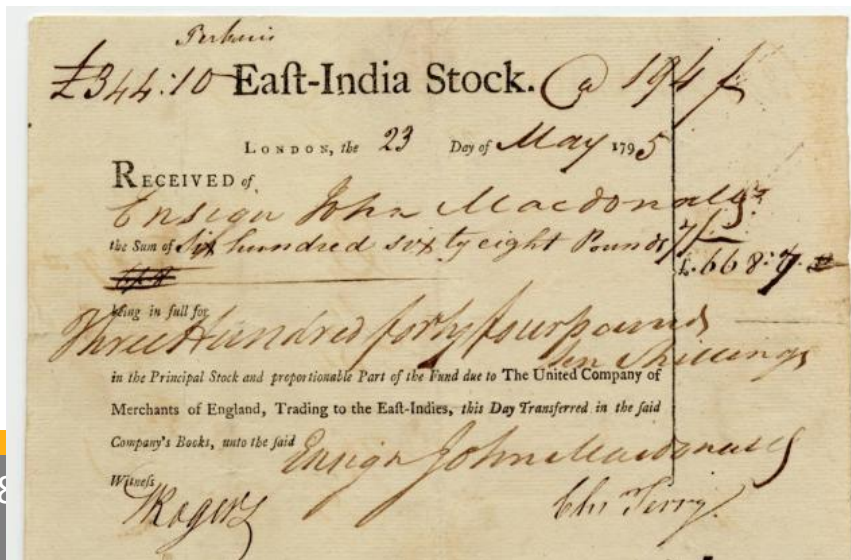 £344:10 East-India Stock. @ 194
LONDON, the 23 Day of May 1795
RECEIVED of
Ensign John Macdonald
the Sum of Six hundred sixty eight Pounds 7/
£. 668:7.
being in full for
Three Hundred forty four pounds
ten Shillings
in the Principal Stock and proportionable Part of the Fund due to The United Company of
Merchants of England, Trading to the Eaſt-Indies, this Day Transferred in the ſaid
Company's Books, unto the ſaid Ensign John Macdonald
Witneſs
Rogers
Chs Terry.
8